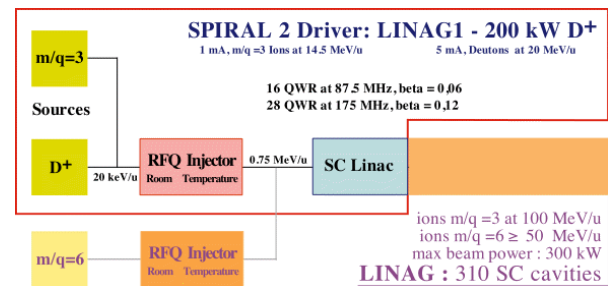 SPIRAL 2 Driver: LINAG1 - 200 kW D+
1 mA, m/q =3 Ions at 14.5 MeV/u 5 mA, Deutons at 20 MeV/u
m/q=3
16 QWR at 87.5 MHz, beta = 0,06
28 QWR at 175 MHz, beta = 0,12
Sources
D+
20 keV/u
RFQ Injector
Room Temperature
0.75 MeV/u
SC Linac
m/q=6
RFQ Injector
Room Temperature
ions m/q =3 at 100 MeV/u
ions m/q =6 ≥ 50 MeV/u
max beam power : 300 kW
LINAG : 310 SC cavities